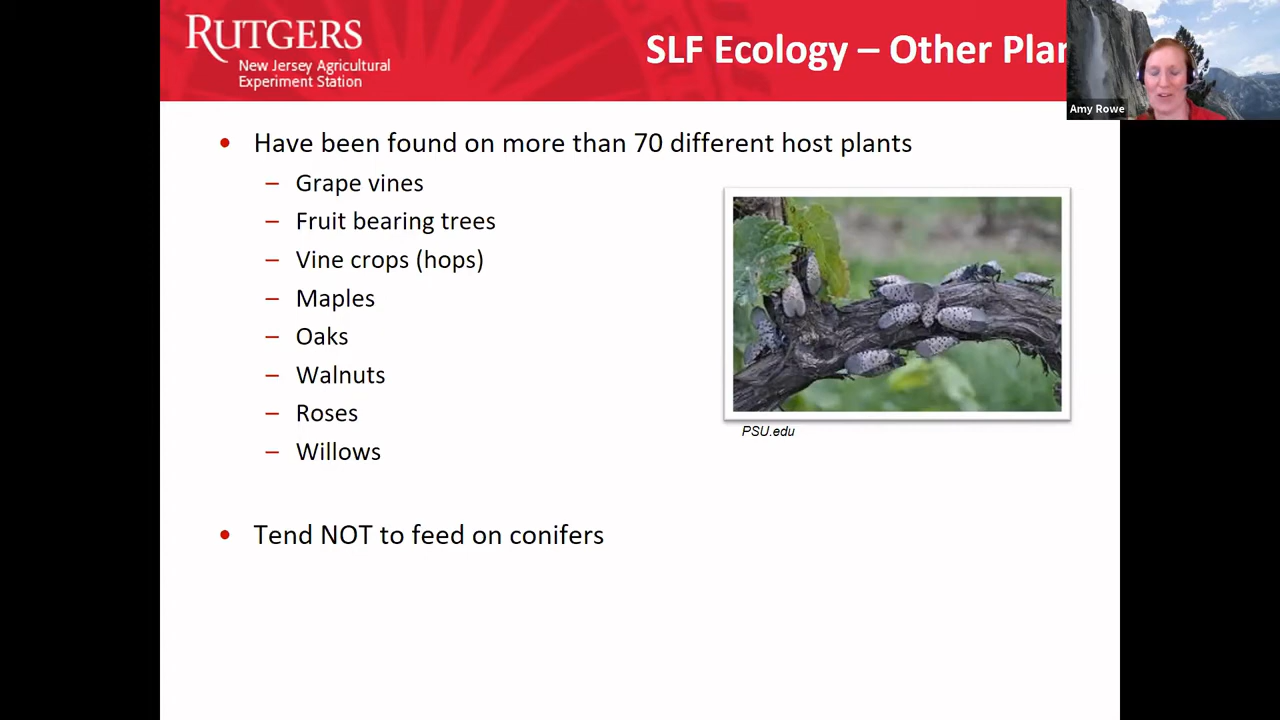 RUTGERS
New Jersey Agricultural
Experiment Station
SLF Ecology – Other Plan
Amy Rowe
• Have been found on more than 70 different host plants
– Grape vines
– Fruit bearing trees
– Vine crops (hops)
– Maples
– Oaks
– Walnuts
– Roses
– Willows
PSU.edu
• Tend NOT to feed on conifers